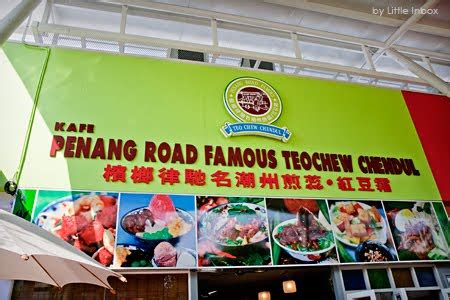 by Little Inbox
TEO CHEW CHENDUL
KAFE
PENANG ROAD FAMOUS TEOCHEW CHENDUL
檳榔律馳名潮州煎蕊·紅豆霜